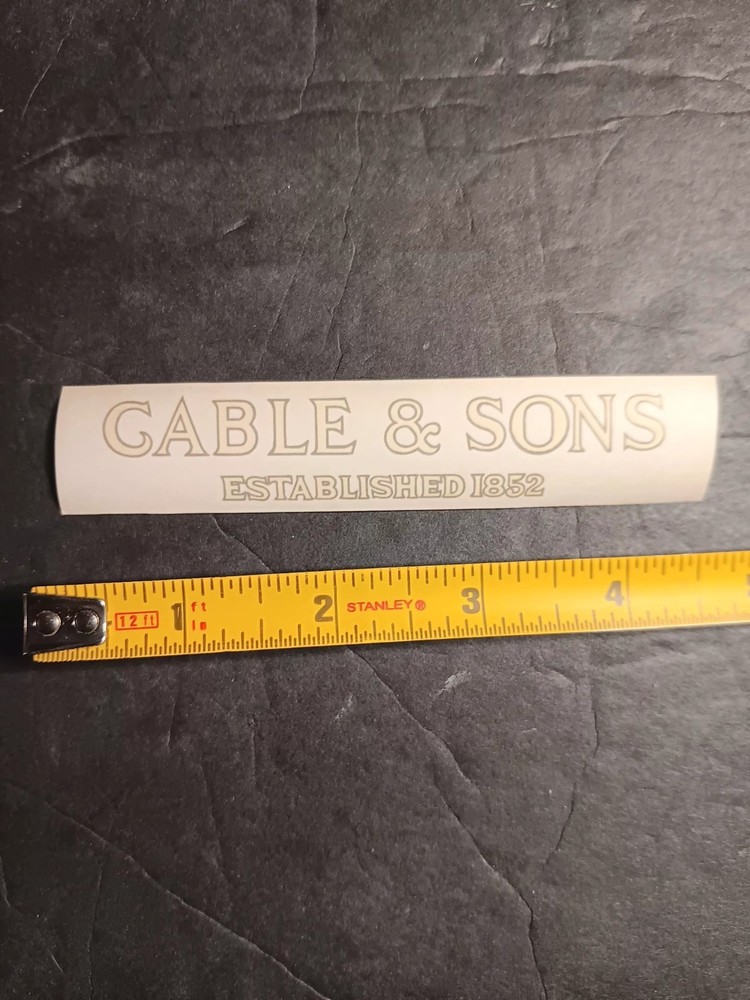 CABLE & SONS
ESTABLISHED 1852
12 ft 1 ft 2 STANLEY® 3 4
In